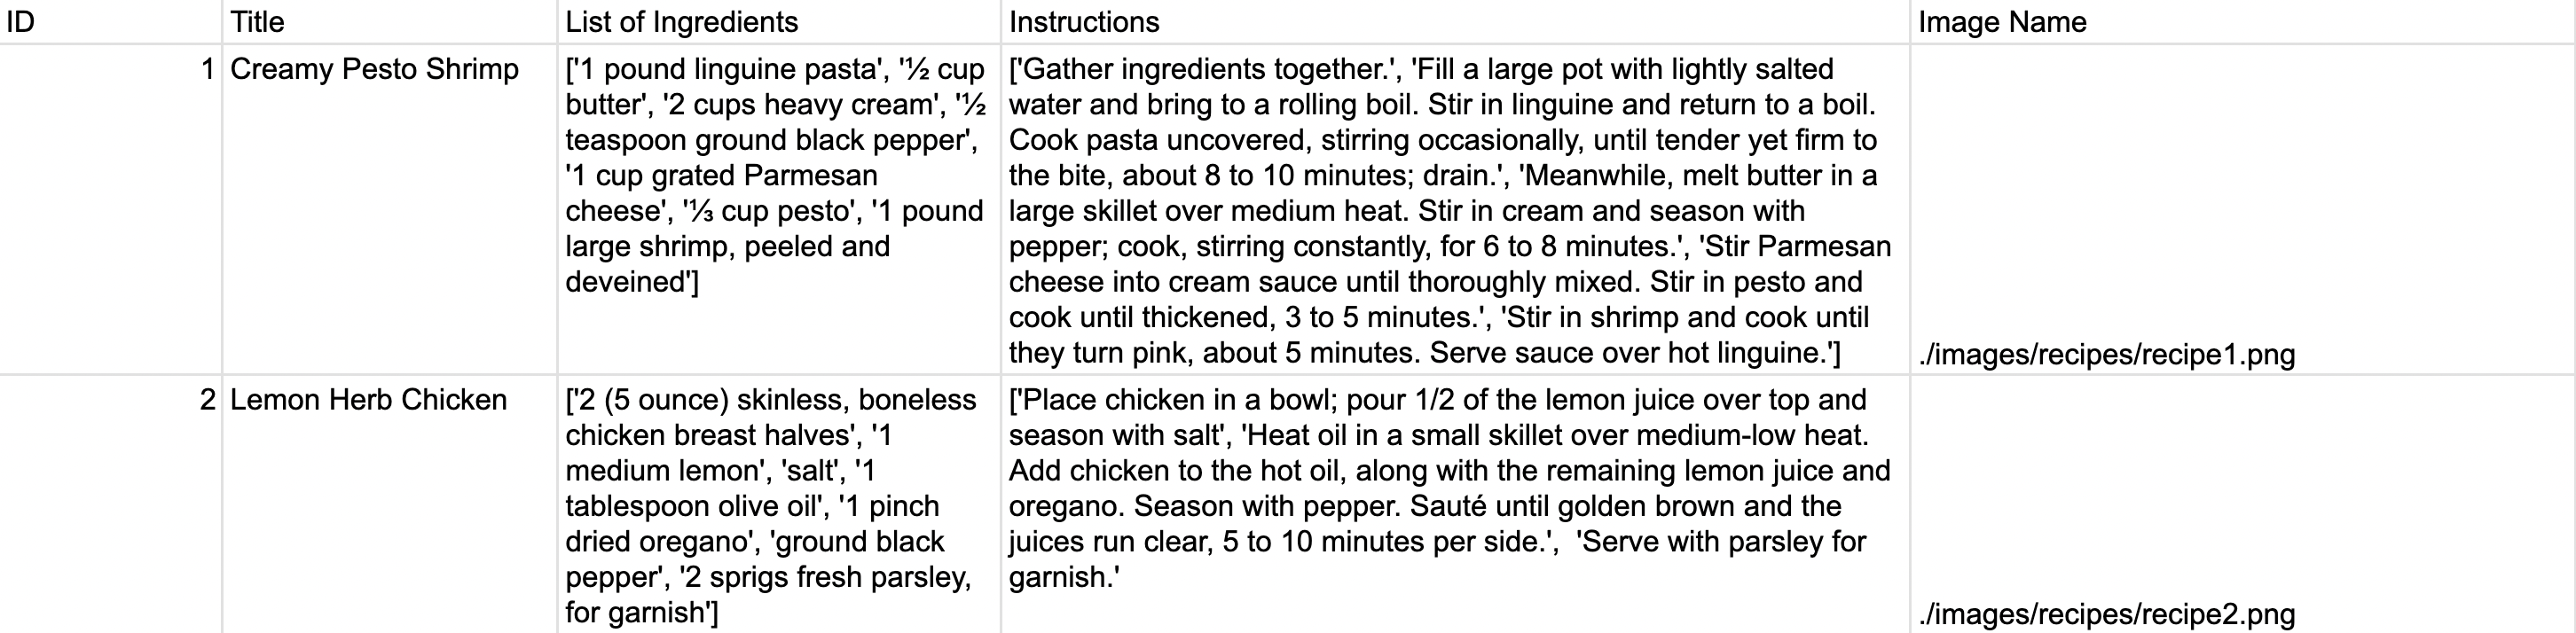 ID Title List of Ingredients Instructions Image Name
1 Creamy Pesto Shrimp
['1 pound linguine pasta', '½ cup
butter', '2 cups heavy cream', '½
teaspoon ground black pepper',
'1 cup grated Parmesan
cheese', '⅓ cup pesto', '1 pound
large shrimp, peeled and
deveined']
['Gather ingredients together.', 'Fill a large pot with lightly salted
water and bring to a rolling boil. Stir in linguine and return to a boil.
Cook pasta uncovered, stirring occasionally, until tender yet firm to
the bite, about 8 to 10 minutes; drain.', 'Meanwhile, melt butter in a
large skillet over medium heat. Stir in cream and season with
pepper; cook, stirring constantly, for 6 to 8 minutes.', 'Stir Parmesan
cheese into cream sauce until thoroughly mixed. Stir in pesto and
cook until thickened, 3 to 5 minutes.', 'Stir in shrimp and cook until
they turn pink, about 5 minutes. Serve sauce over hot linguine.']
./images/recipes/recipe1.png
2 Lemon Herb Chicken
['2 (5 ounce) skinless, boneless
chicken breast halves', '1
medium lemon', 'salt', '1
tablespoon olive oil', '1 pinch
dried oregano', 'ground black
pepper', '2 sprigs fresh parsley,
for garnish']
['Place chicken in a bowl; pour 1/2 of the lemon juice over top and
season with salt', 'Heat oil in a small skillet over medium-low heat.
Add chicken to the hot oil, along with the remaining lemon juice and
oregano. Season with pepper. Sauté until golden brown and the
juices run clear, 5 to 10 minutes per side.',  'Serve with parsley for
garnish.'
./images/recipes/recipe2.png